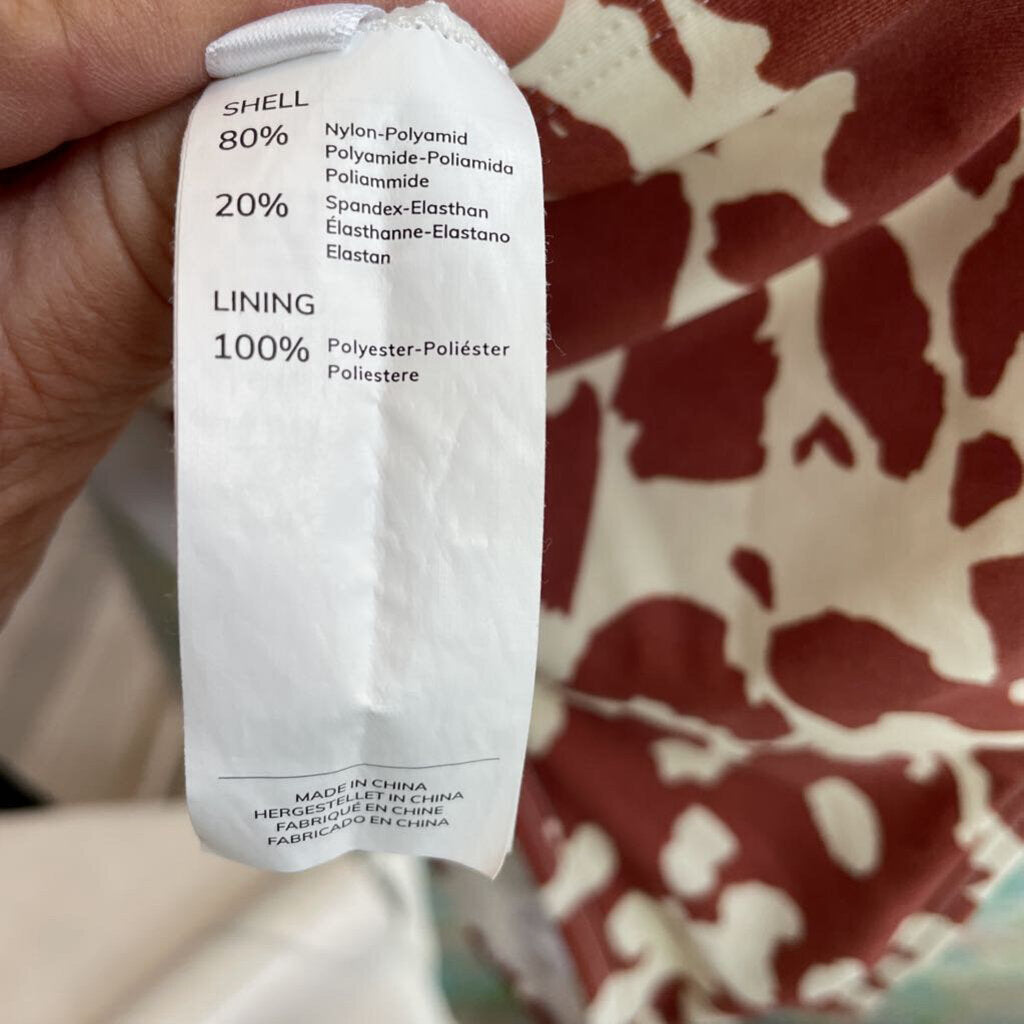 SHELL
80% Nylon-Polyamid
Polyamide-Poliamida
Poliammide
20% Spandex-Elasthan
Élasthanne-Elastano
Elastan
LINING
100% Polyester-Poliéster
Poliestere
MADE IN CHINA
HERGESTELLET IN CHINA
FABRIQUÉ EN CHINE
FABRICADO EN CHINA